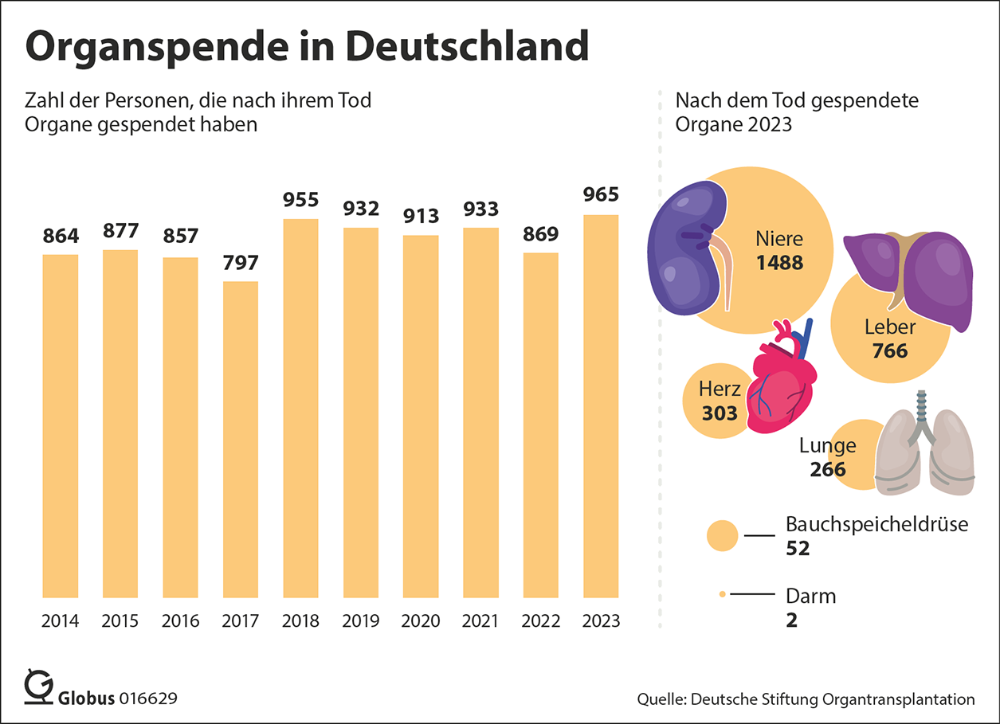 Organspende in Deutschland
Zahl der Personen, die nach ihrem Tod
Organe gespendet haben
864
877
857
797
955
932
913
933
869
965
2014
2015
2016
2017
2018
2019
2020
2021
2022
2023
Nach dem Tod gespendete
Organe 2023
Niere
1488
Leber
766
Herz
303
Lunge
266
Bauchspeicheldrüse
52
Darm
2
Globus 016629
Quelle: Deutsche Stiftung Organtransplantation